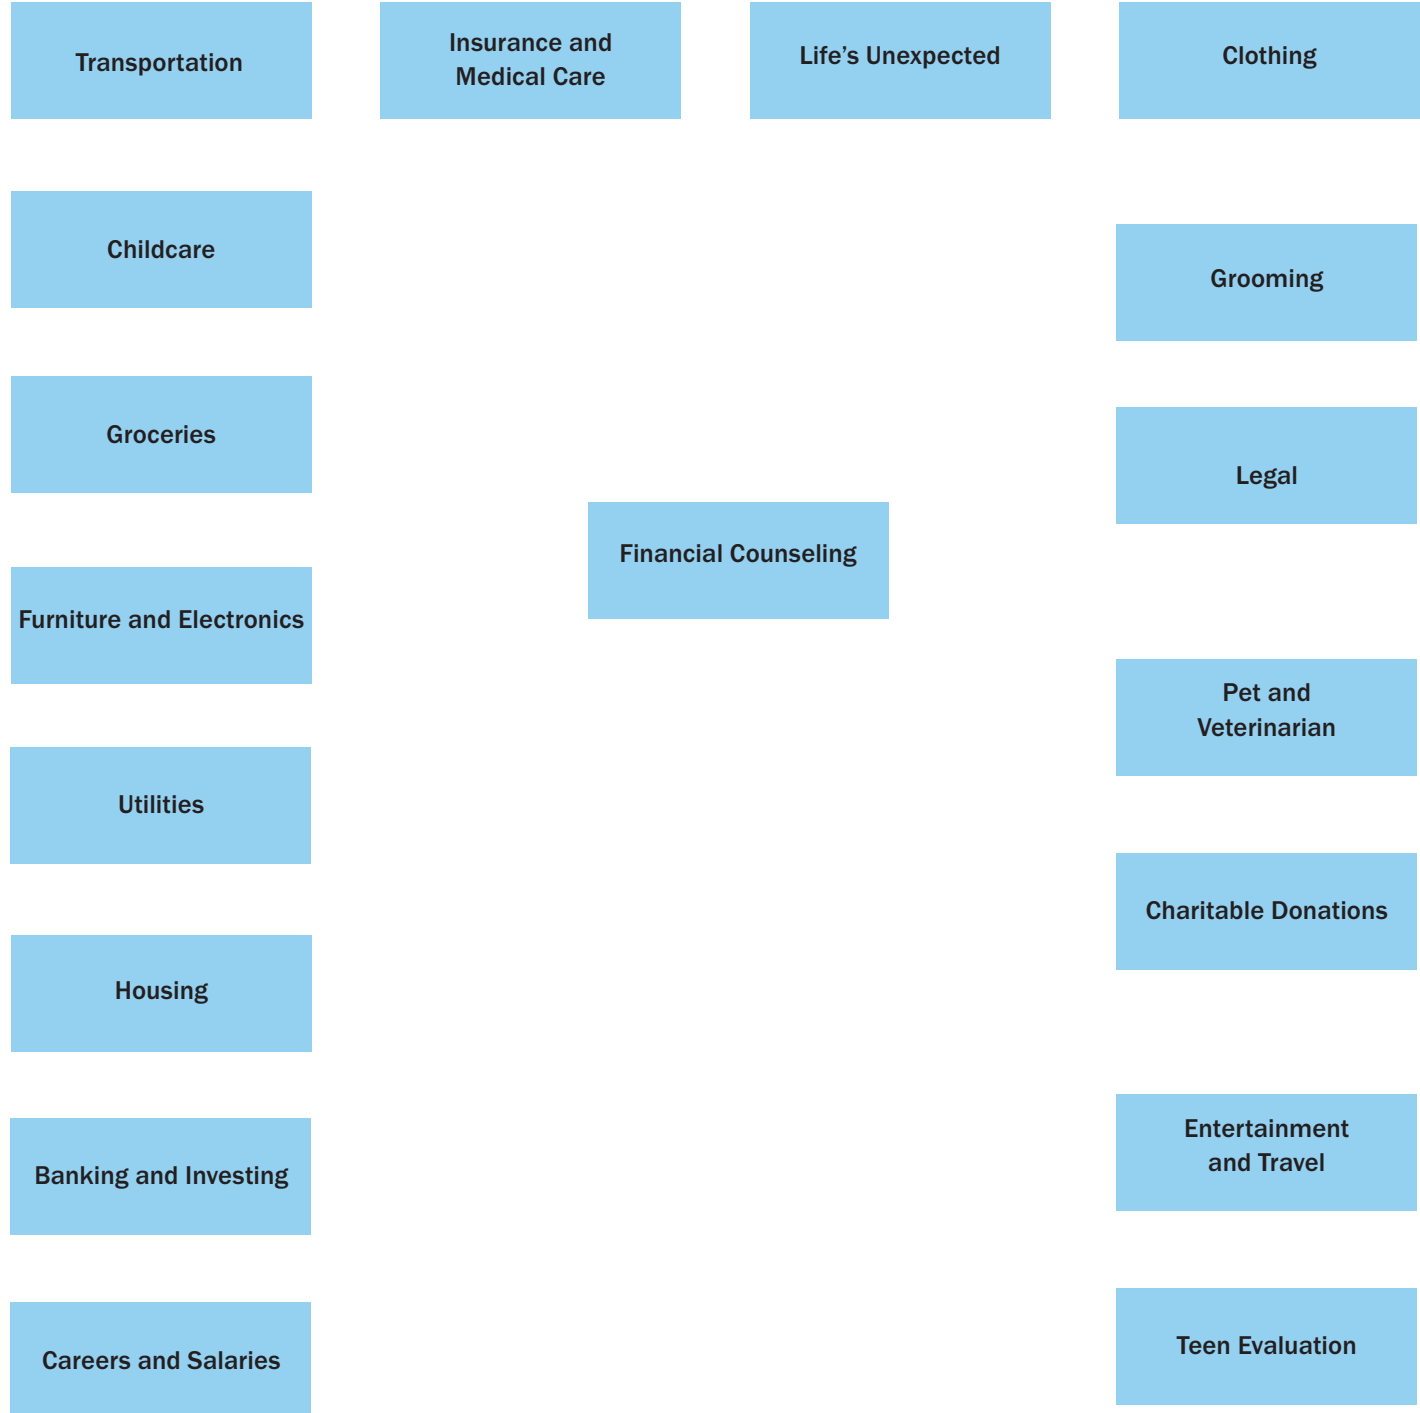 Transportation
Insurance and
Medical Care
Life’s Unexpected
Clothing
Childcare
Grooming
Groceries
Legal
Financial Counseling
Furniture and Electronics
Pet and
Veterinarian
Utilities
Charitable Donations
Housing
Entertainment
and Travel
Banking and Investing
Teen Evaluation
Careers and Salaries